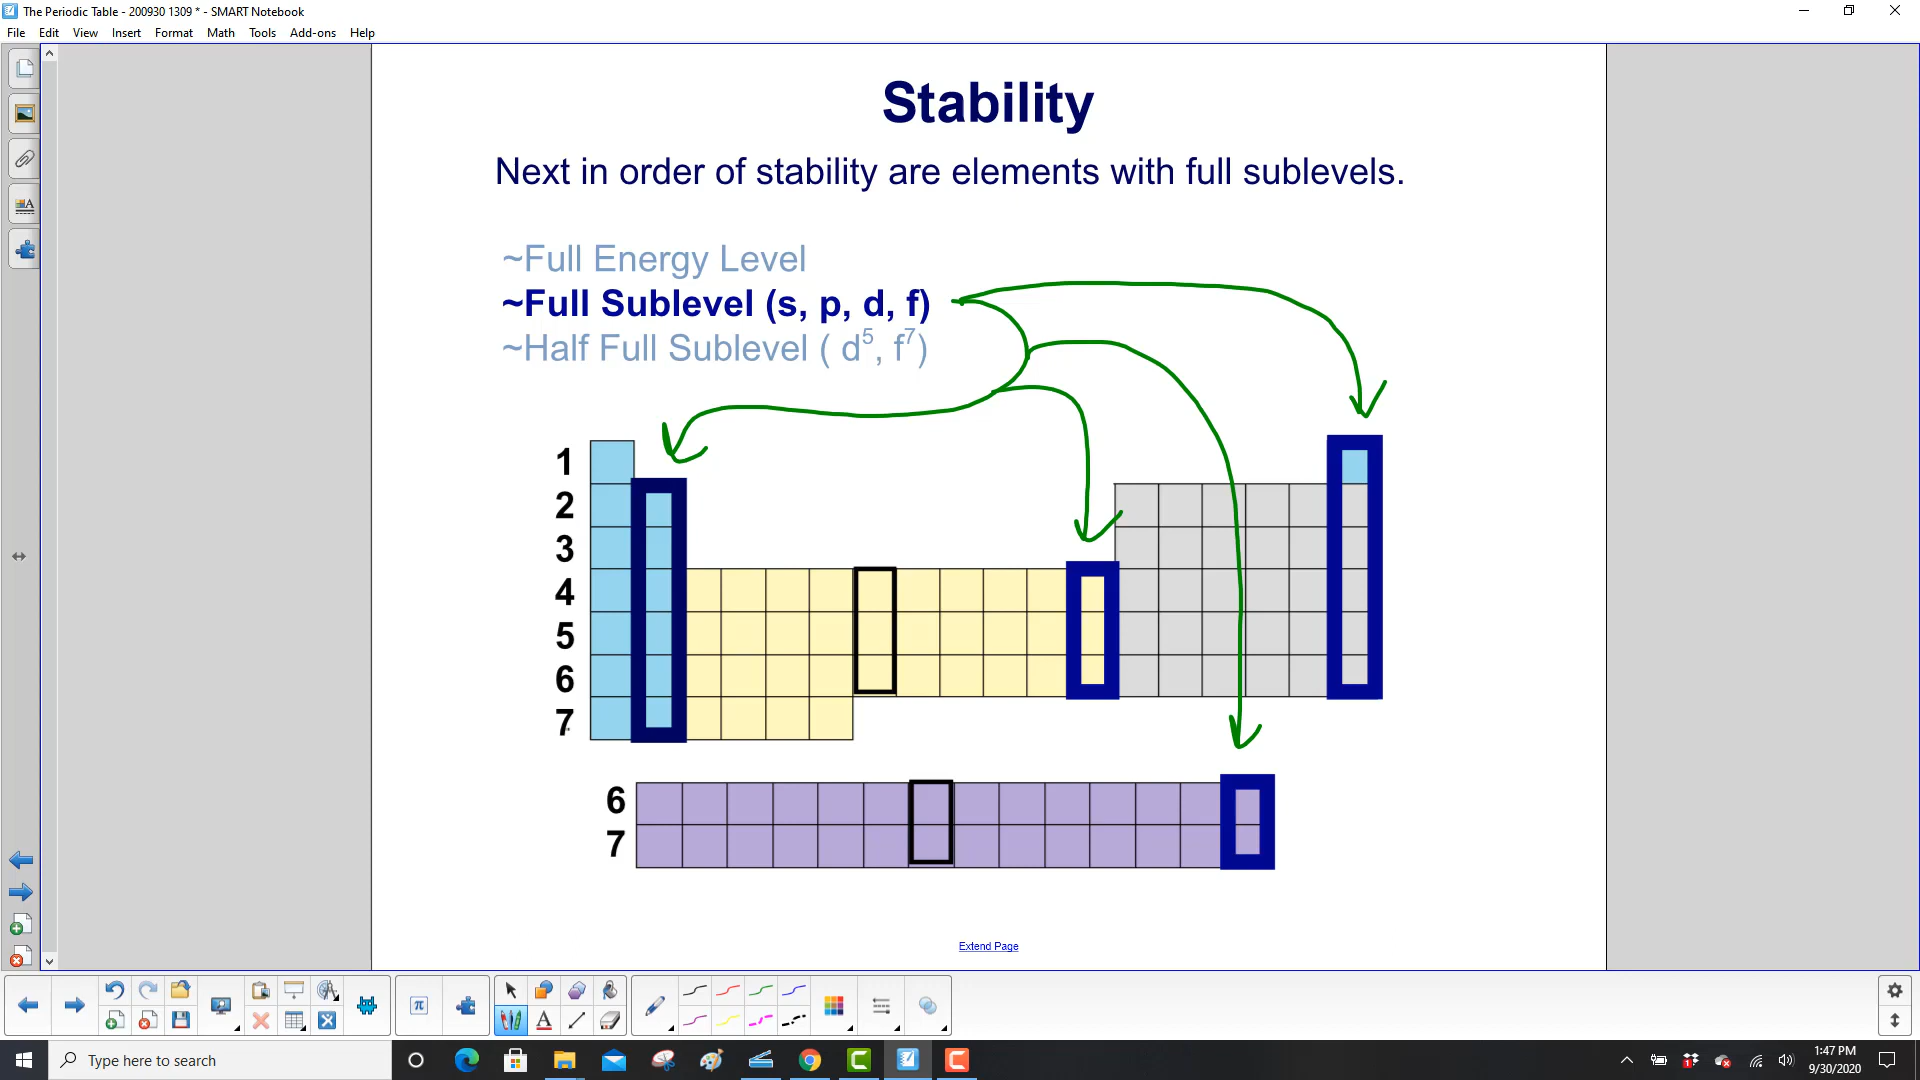 The Periodic Table - 200930 1309 * - SMART Notebook
File Edit View Insert Format Math Tools Add-ons Help
Stability
Next in order of stability are elements with full sublevels.
~Full Energy Level
~Full Sublevel (s, p, d, f)
~Half Full Sublevel ( d⁵, f⁷)
1
2
3
4
5
6
7
6
7
Extend Page
π
A
Type here to search
1:47 PM
9/30/2020